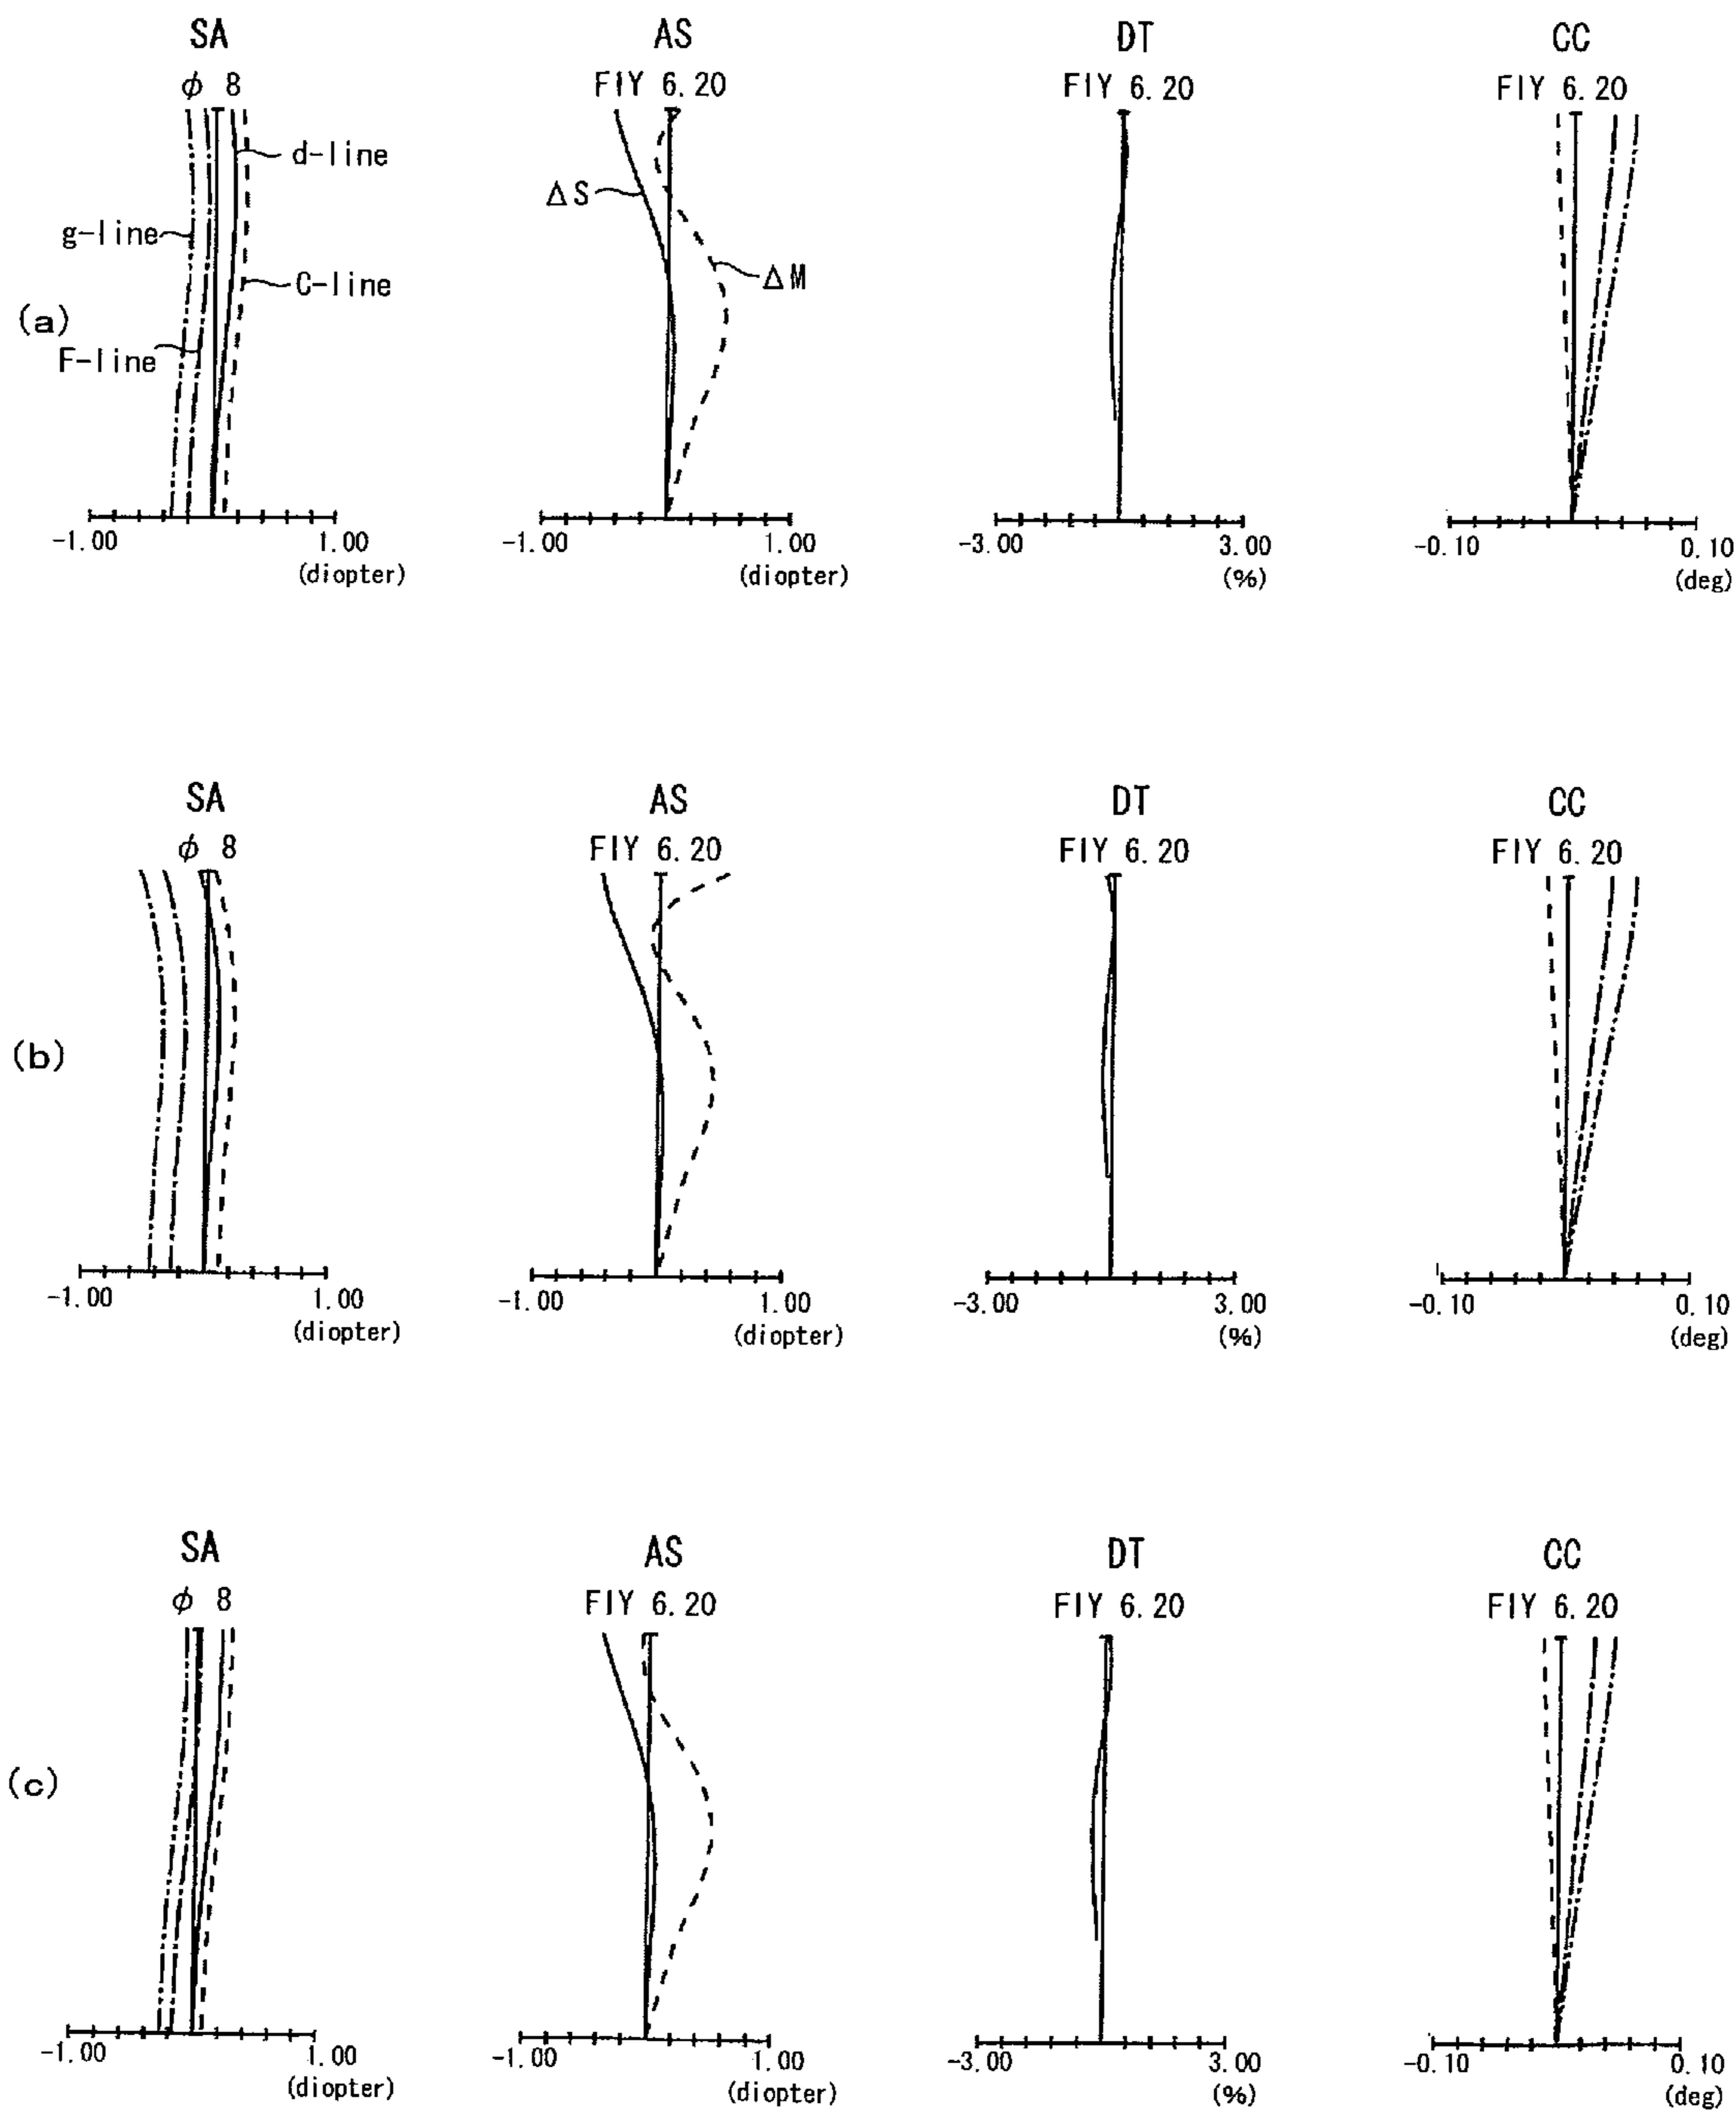 SA AS DT CC
φ 8 FIY 6.20 FIY 6.20 FIY 6.20
d-line
ΔS
g-line
ΔM
C-line
(a)
F-line
-1.00 1.00 -1.00 1.00 -3.00 3.00 -0.10 0.10
(diopter) (diopter) (%) (deg)
SA AS DT CC
φ 8 FIY 6.20 FIY 6.20 FIY 6.20
(b)
-1.00 1.00 -1.00 1.00 -3.00 3.00 -0.10 0.10
(diopter) (diopter) (%) (deg)
SA AS DT CC
φ 8 FIY 6.20 FIY 6.20 FIY 6.20
(c)
-1.00 1.00 -1.00 1.00 -3.00 3.00 -0.10 0.10
(diopter) (diopter) (%) (deg)